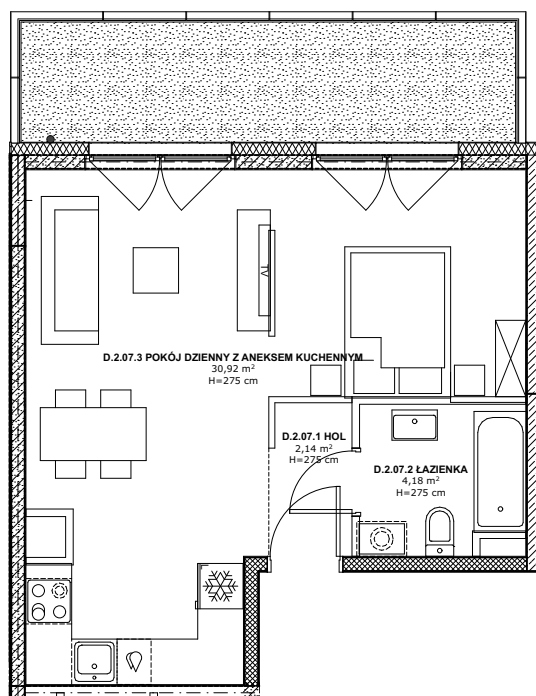 TV
D.2.07.3 POKÓJ DZIENNY Z ANEKSEM KUCHENNYM
30,92 m²
H=275 cm
D.2.07.1 HOL
2,14 m²
H=275 cm
D.2.07.2 ŁAZIENKA
4,18 m²
H=275 cm